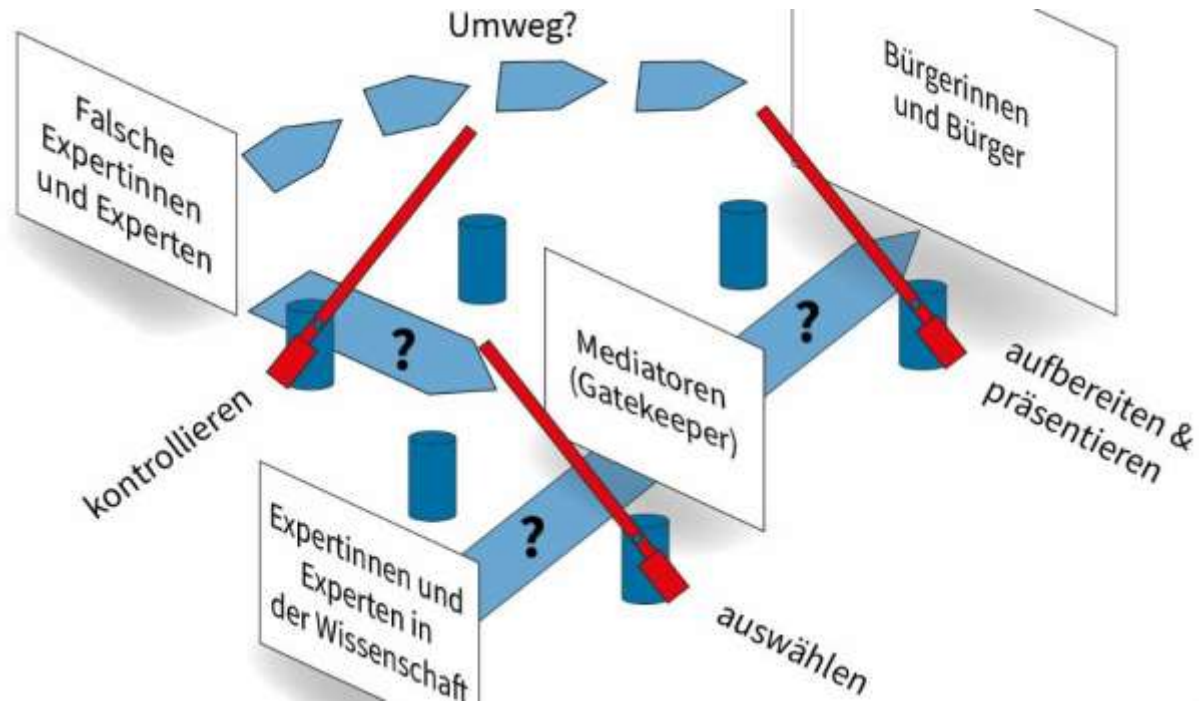 Umweg?
Falsche
Expertinnen
und Experten
Bürgerinnen
und Bürger
?
?
Mediatoren
(Gatekeeper)
kontrollieren
aufbereiten &
präsentieren
Expertinnen und
Experten in
der Wissenschaft
?
auswählen